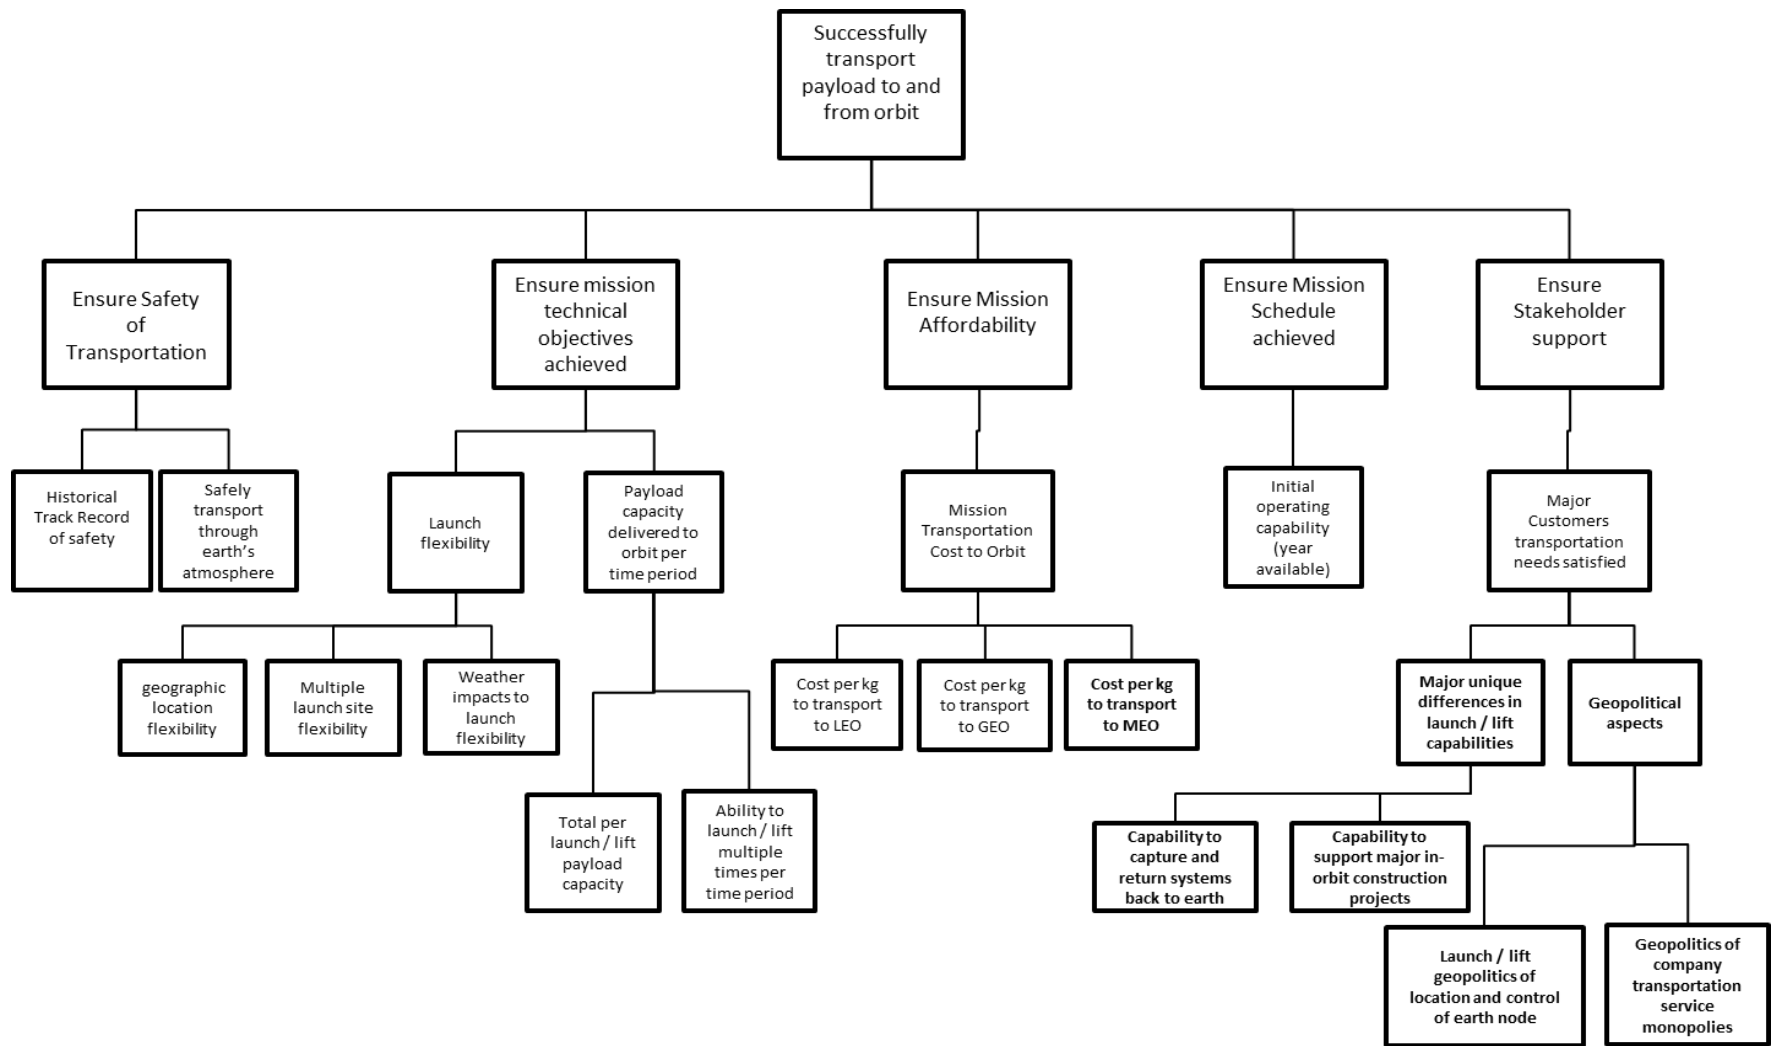 Successfully
transport
payload to and
from orbit
Ensure Safety
of
Transportation
Ensure mission
technical
objectives
achieved
Ensure Mission
Affordability
Ensure Mission
Schedule
achieved
Ensure
Stakeholder
support
Historical
Track Record
of safety
Safely
transport
through
earth's
atmosphere
Launch
flexibility
Payload
capacity
delivered to
orbit per
time period
Mission
Transportation
Cost to Orbit
Initial
operating
capability
(year
available)
Major
Customers
transportation
needs satisfied
geographic
location
flexibility
Multiple
launch site
flexibility
Weather
impacts to
launch
flexibility
Cost per kg
to transport
to LEO
Cost per kg
to transport
to GEO
Cost per kg
to transport
to MEO
Major unique
differences in
launch / lift
capabilities
Geopolitical
aspects
Total per
launch / lift
payload
capacity
Ability to
launch / lift
multiple
times per
time period
Capability to
capture and
return systems
back to earth
Capability to
support major in-
orbit construction
projects
Launch / lift
geopolitics of
location and control
of earth node
Geopolitics of
company
transportation
service
monopolies